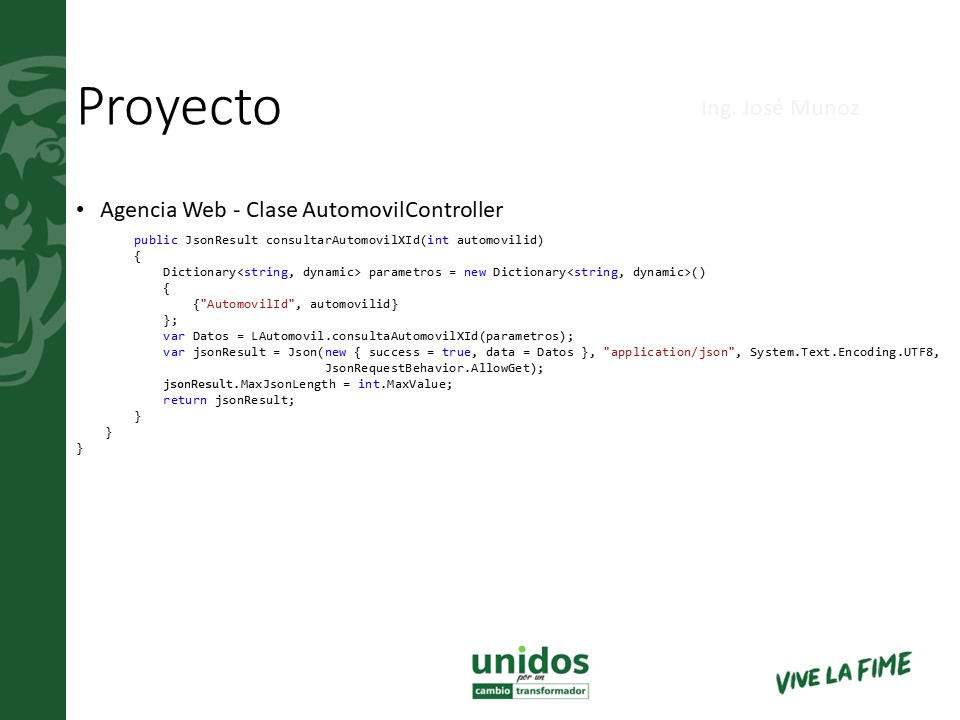 Proyecto
Ing. José Munoz
• Agencia Web - Clase AutomovilController
public JsonResult consultarAutomovilXId(int automovilid)
{
Dictionary<string, dynamic> parametros = new Dictionary<string, dynamic>()
{
{"AutomovilId", automovilid}
};
var Datos = LAutomovil.consultaAutomovilXId(parametros);
var jsonResult = Json(new { success = true, data = Datos }, "application/json", System.Text.Encoding.UTF8,
JsonRequestBehavior.AllowGet);
jsonResult.MaxJsonLength = int.MaxValue;
return jsonResult;
}
}
}
unidos
por un
cambio transformador
VIVE LA FIME